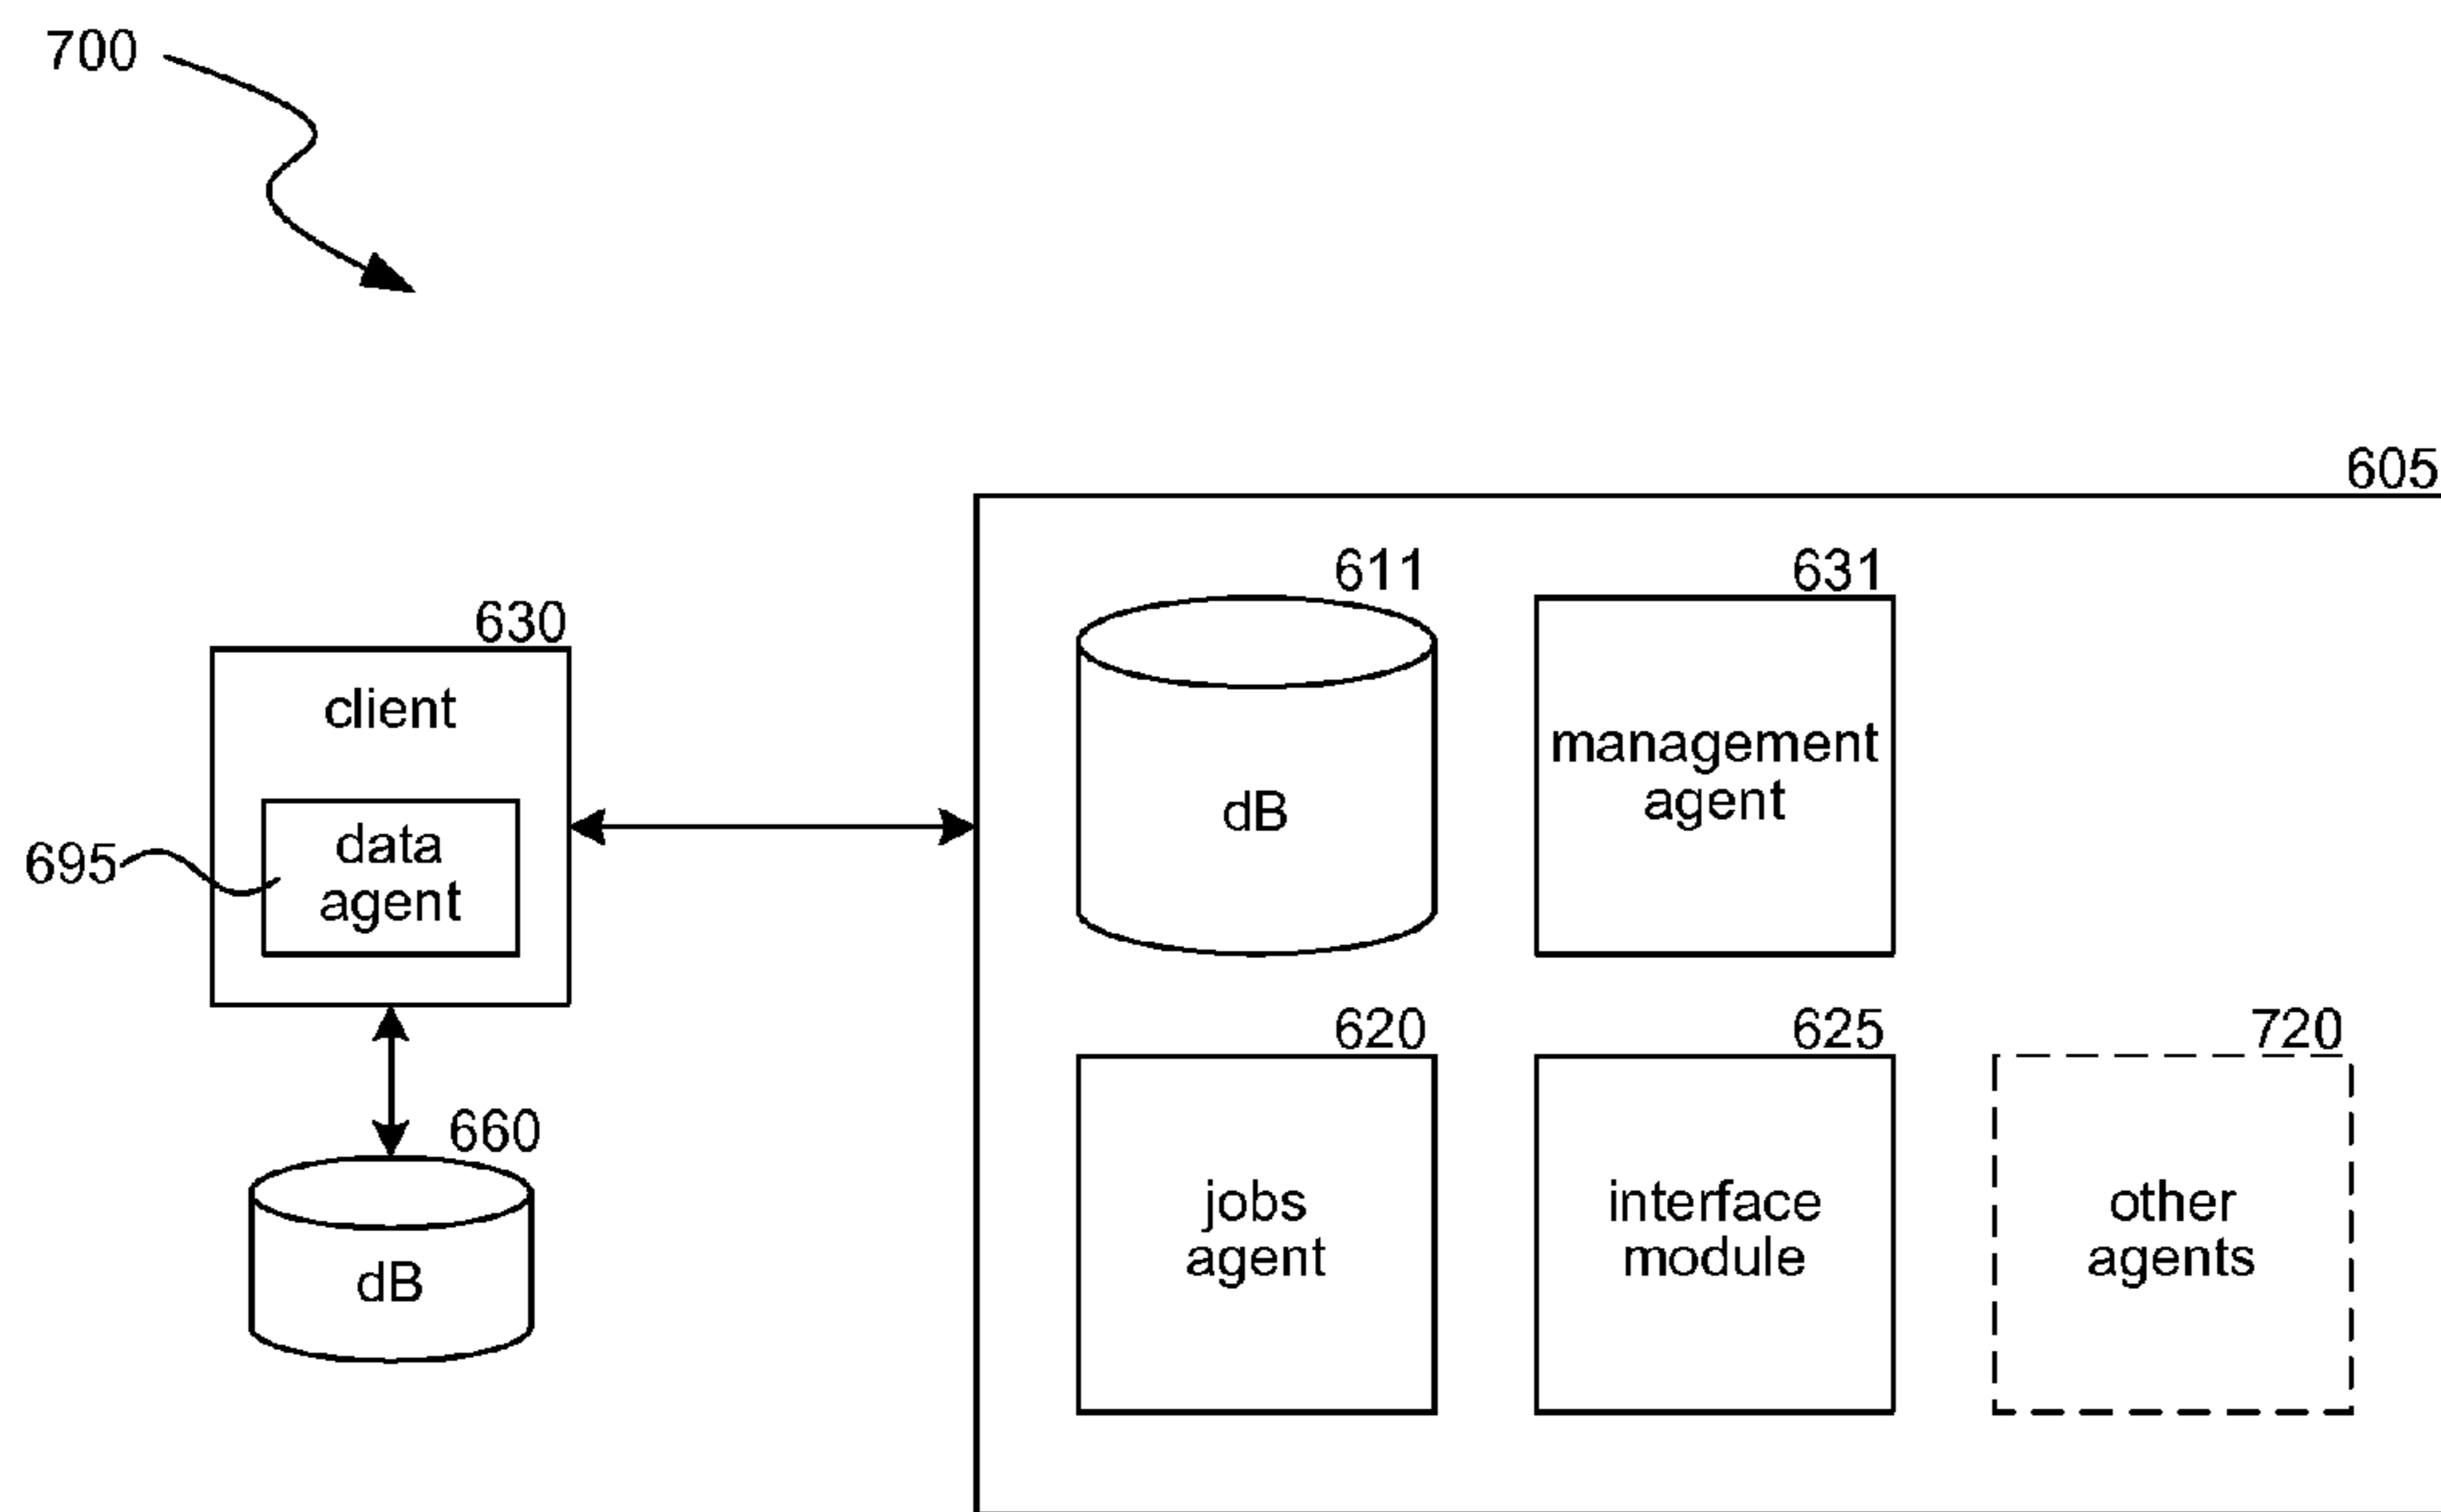 700
605
611
631
630
client
management
agent
dB
data
agent
695
620
625
720
660
jobs
agent
interface
module
other
agents
dB